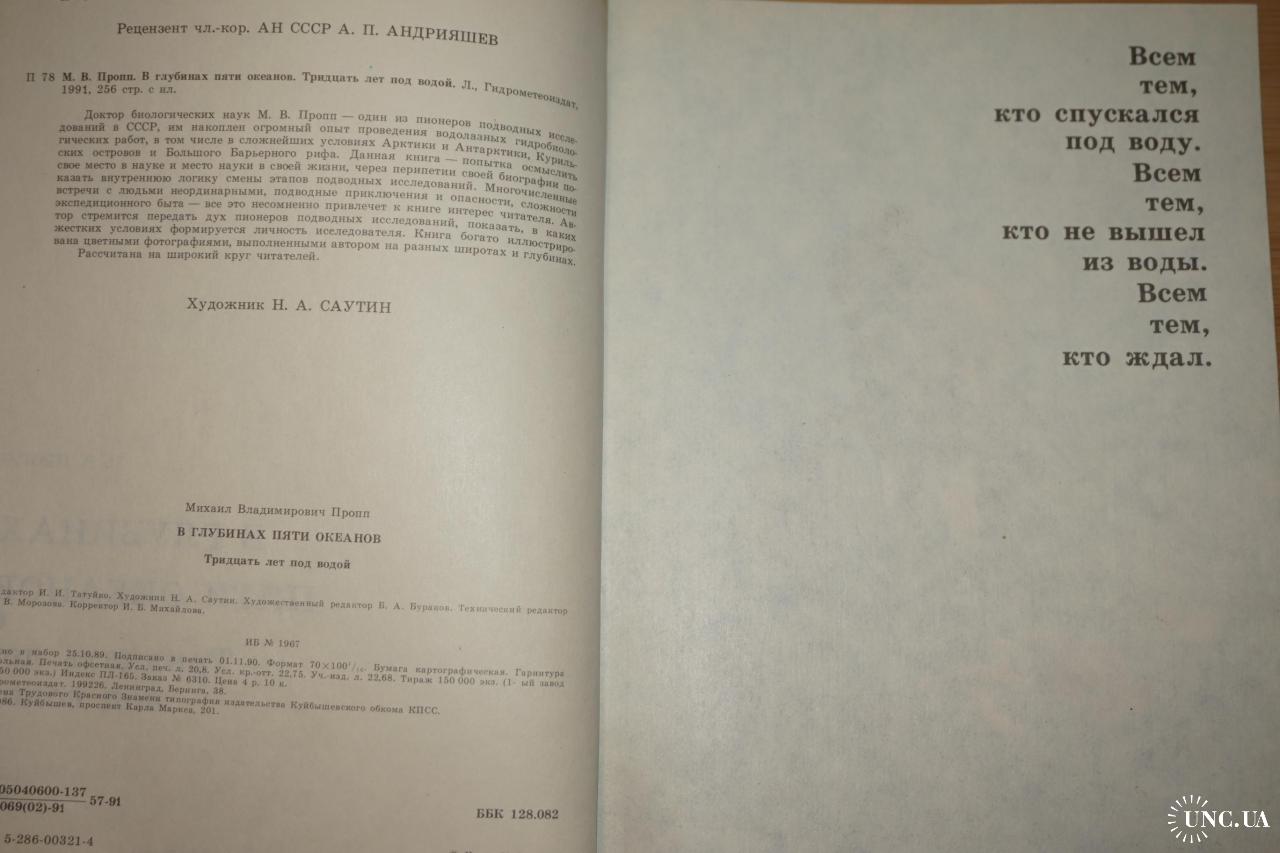 Рецензент чл.-кор. АН СССР А. П. АНДРИЯШЕВ
П 78 М. В. Пропп. В глубинах пяти океанов. Тридцать лет под водой. Л., Гидрометеоиздат,
1991, 256 стр. с ил.
Доктор биологических наук М. В. Пропп — один из пионеров подводных иссле-
дований в СССР, им накоплен огромный опыт проведения водолазных гидробиоло-
гических работ, в том числе в сложнейших условиях Арктики и Антарктики, Куриль-
ских островов и Большого Барьерного рифа. Данная книга — попытка осмыслить
свое место в науке и место науки в своей жизни, через перипетии своей биографии по-
казать внутреннюю логику смены этапов подводных исследований. Многочисленные
встречи с людьми неординарными, подводные приключения и опасности, сложности
экспедиционного быта — все это несомненно привлечет к книге интерес читателя. Ав-
тор стремится передать дух пионеров подводных исследований, показать, в каких
жестких условиях формируется личность исследователя. Книга богато иллюстриро-
вана цветными фотографиями, выполненными автором на разных широтах и глубинах.
Рассчитана на широкий круг читателей.
Художник Н. А. САУТИН
Михаил Владимирович Пропп
В ГЛУБИНАХ ПЯТИ ОКЕАНОВ
Тридцать лет под водой
дактор И. И. Татуйко. Художник Н. А. Саутин. Художественный редактор Б. А. Бураков. Технический редактор
В. Морозова. Корректор И. Б. Михайлова.
ИБ № 1967
но в набор 25.10.89. Подписано в печать 01.11.90. Формат 70×100¹/₁₆. Бумага картографическая. Гарнитура
ольная. Печать офсетная. Усл. печ. л. 20,8. Усл. кр.-отт. 22,75. Уч.-изд. л. 22,68. Тираж 150 000 экз. (1- ый завод
50 000 экз.) Индекс ПЛ-165. Заказ № 6310. Цена 4 р. 10 к.
рометеоиздат. 199226. Ленинград, Беринга, 38.
ена Трудового Красного Знамени типография издательства Куйбышевского обкома КПСС.
086. Куйбышев, проспект Карла Маркса, 201.
05040600-137
069(02)-91
57-91
ББК 128.082
5-286-00321-4
Всем
тем,
кто спускался
под воду.
Всем
тем,
кто не вышел
из воды.
Всем
тем,
кто ждал.
UNC.UA